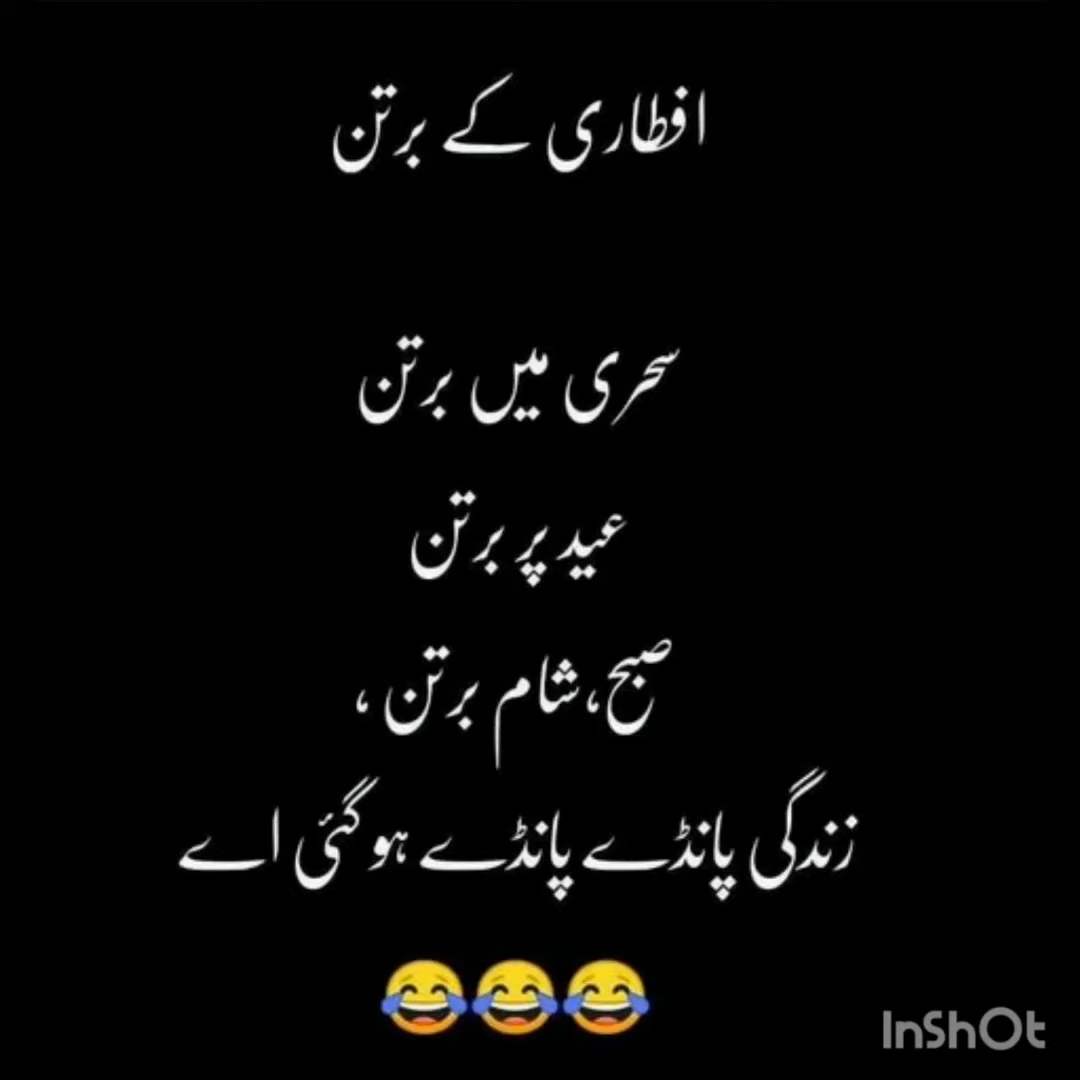 افطاری کے برتن
سحری میں برتن
عید پر برتن
صبح،شام برتن ،
زندگی پانڈے پانڈے ہو گئی اے
😂😂😂
InShOt